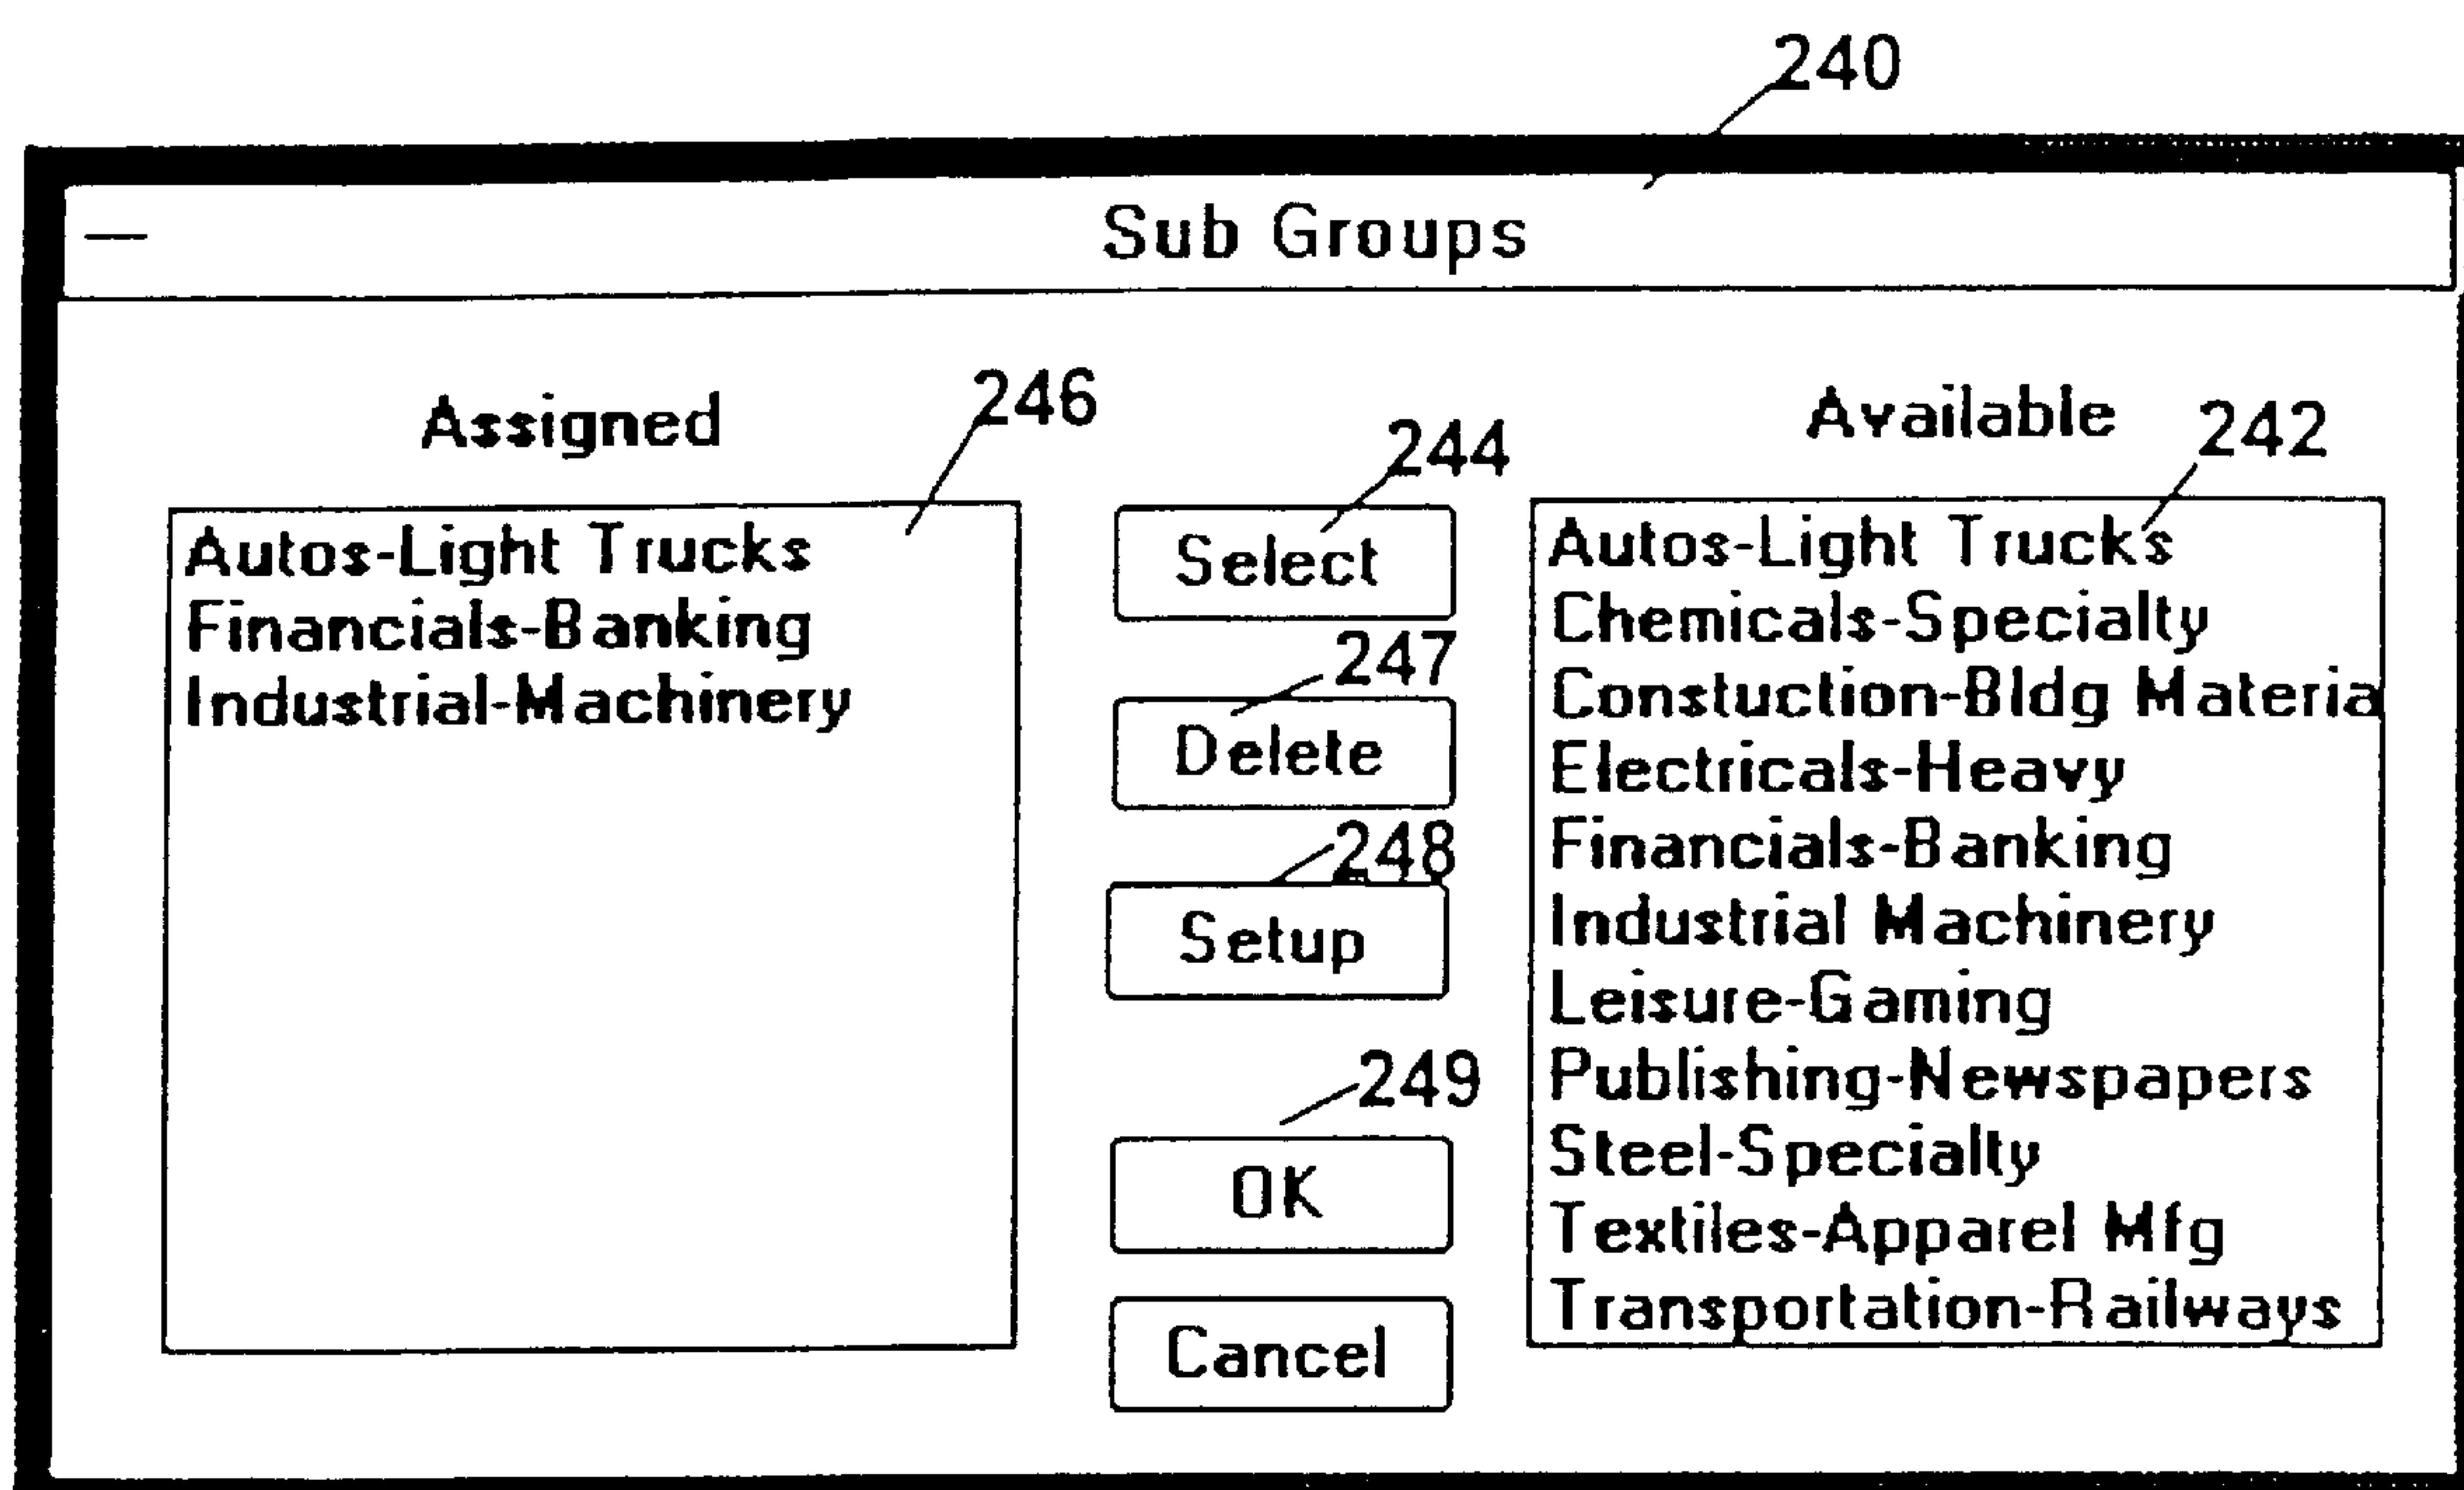 240
Sub Groups
Assigned
246
Autos-Light Trucks
Financials-Banking
Industrial-Machinery
244
Select
247
Delete
248
Setup
249
OK
Cancel
Available
242
Autos-Light Trucks
Chemicals-Specialty
Constuction-Bldg Materia
Electricals-Heavy
Financials-Banking
Industrial Machinery
Leisure-Gaming
Publishing-Newspapers
Steel-Specialty
Textiles-Apparel Mfg
Transportation-Railways